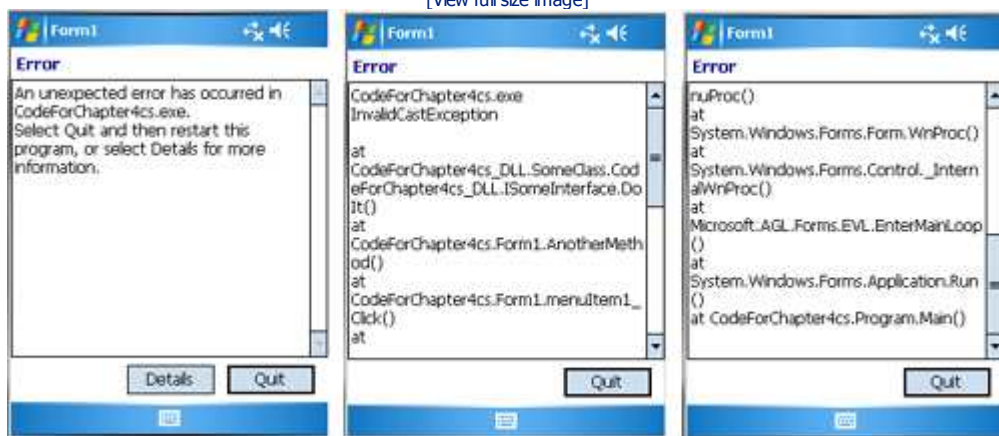 [View full size image]
Form1
Error
An unexpected error has occurred in
CodeForChapter4cs.exe.
Select Quit and then restart this
program, or select Details for more
information.
Details
Quit
Form1
Error
CodeForChapter4cs.exe
InvalidCastException
at
CodeForChapter4cs_DLL.SomeClass.Cod
eForChapter4cs_DLL.ISomeInterface.Do
It()
at
CodeForChapter4cs.Form1.AnotherMeth
od()
at
CodeForChapter4cs.Form1.menuItem1_
Click()
at
Quit
Form1
Error
nuProc()
at
System.Windows.Forms.Form.WnProc()
at
System.Windows.Forms.Control._Intern
alWnProc()
at
Microsoft.AGL.Forms.EVL.EnterMainLoop
()
at
System.Windows.Forms.Application.Run
()
at CodeForChapter4cs.Program.Main()
Quit